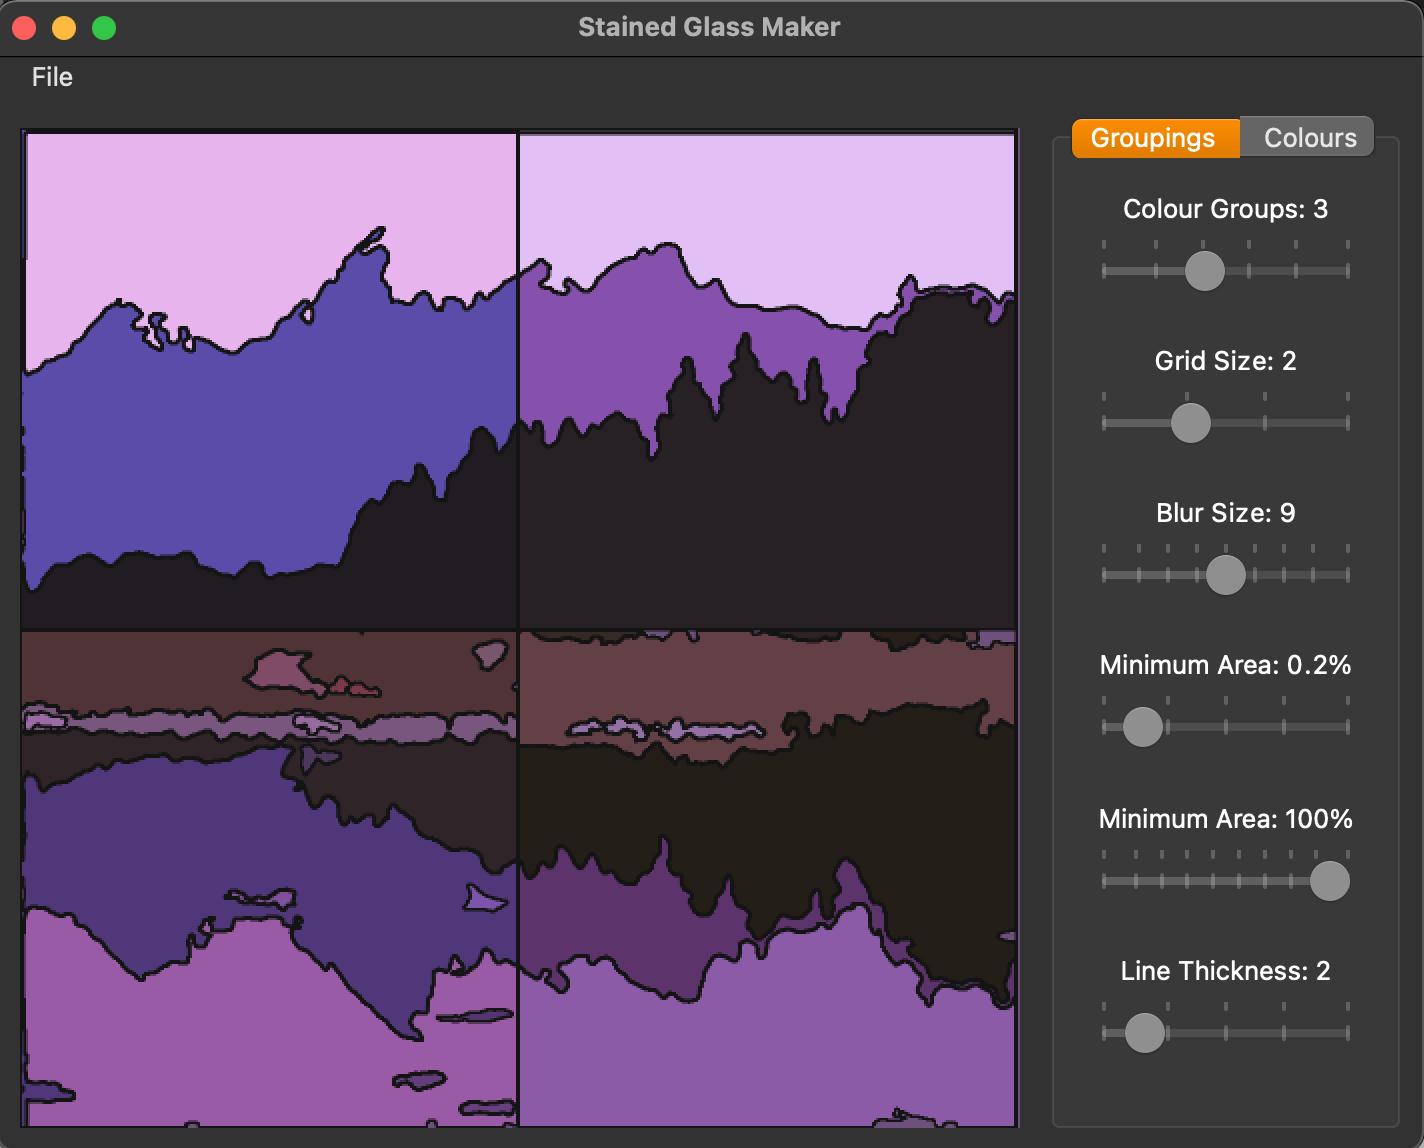 Stained Glass Maker
File
Groupings Colours
Colour Groups: 3
Grid Size: 2
Blur Size: 9
Minimum Area: 0.2%
Minimum Area: 100%
Line Thickness: 2